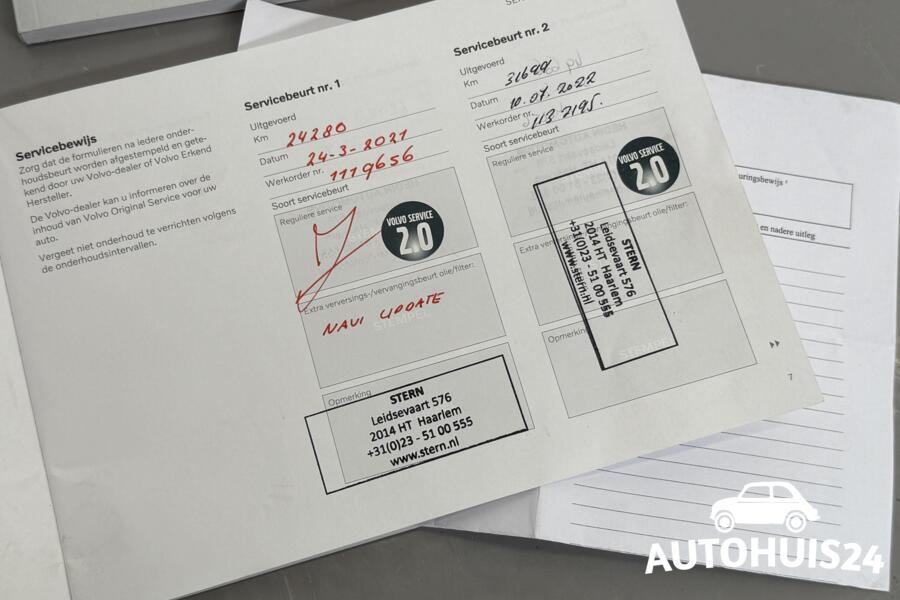 Servicebewijs
Zorg dat de formulieren na iedere onder-
houdsbeurt worden afgestempeld en gete-
kend door uw Volvo-dealer of Volvo Erkend
Hersteller.
De Volvo-dealer kan u informeren over de
inhoud van Volvo Original Service voor uw
auto.
Vergeet niet onderhoud te verrichten volgens
de onderhoudsintervallen.
Servicebeurt nr. 1
Uitgevoerd
Km 24280
Datum 24-3-2021
Werkorder nr. 1119656
Soort servicebeurt
Reguliere service
VOLVO SERVICE
2.0
Extra verversings-/vervangingsbeurt olie/filter:
NAVI UPDATE
STEMPEL
Opmerking
STERN
Leidsevaart 576
2014 HT Haarlem
+31(0)23 - 51 00 555
www.stern.nl
Servicebeurt nr. 2
Uitgevoerd
Km 31699
Datum 10.07.2022
Werkorder nr. 113 7195.
Soort servicebeurt
Reguliere service
VOLVO SERVICE
2.0
Extra verversings-/vervangingsbeurt olie/filter:
STERN
Leidsevaart 576
2014 HT Haarlem
+31(0)23 - 51 00 555
www.stern.nl
Opmerking
STEMPEL
7
uringsbewijs
en nadere uitleg
AUTOHUIS24